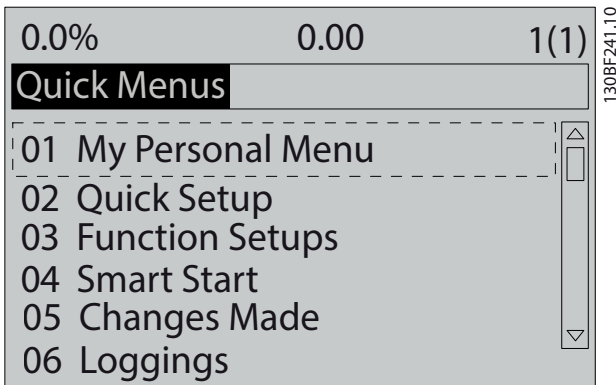 0.0% 0.00 1(1)
Quick Menus
01 My Personal Menu
02 Quick Setup
03 Function Setups
04 Smart Start
05 Changes Made
06 Loggings
130BF241.10